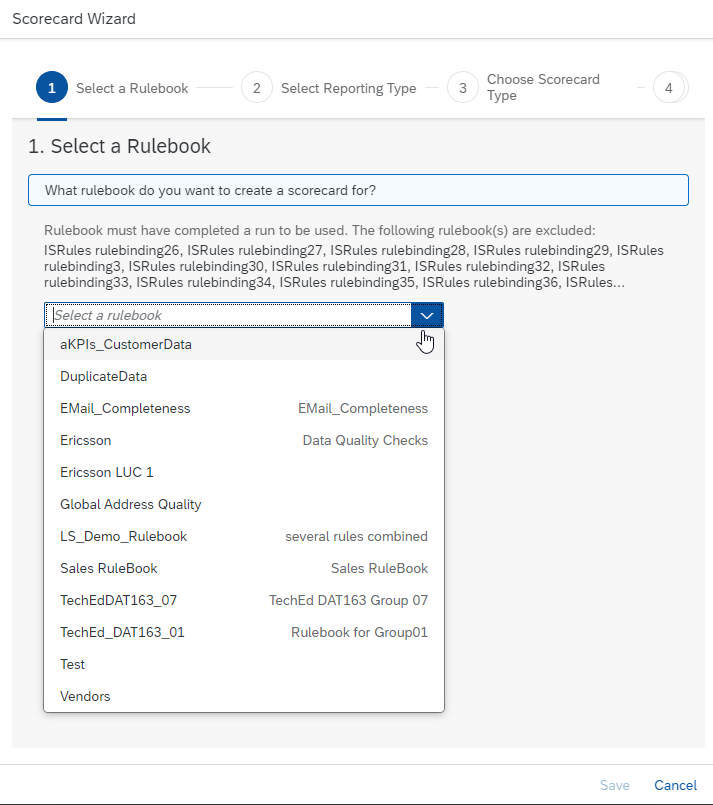 Scorecard Wizard
1 Select a Rulebook 2 Select Reporting Type 3 Choose Scorecard Type 4
1. Select a Rulebook
What rulebook do you want to create a scorecard for?
Rulebook must have completed a run to be used. The following rulebook(s) are excluded:
ISRules rulebinding26, ISRules rulebinding27, ISRules rulebinding28, ISRules rulebinding29, ISRules
rulebinding3, ISRules rulebinding30, ISRules rulebinding31, ISRules rulebinding32, ISRules
rulebinding33, ISRules rulebinding34, ISRules rulebinding35, ISRules rulebinding36, ISRules...
Select a rulebook
aKPIs_CustomerData
DuplicateData
EMail_Completeness EMail_Completeness
Ericsson Data Quality Checks
Ericsson LUC 1
Global Address Quality
LS_Demo_Rulebook several rules combined
Sales RuleBook Sales RuleBook
TechEdDAT163_07 TechEd DAT163 Group 07
TechEd_DAT163_01 Rulebook for Group01
Test
Vendors
Save Cancel